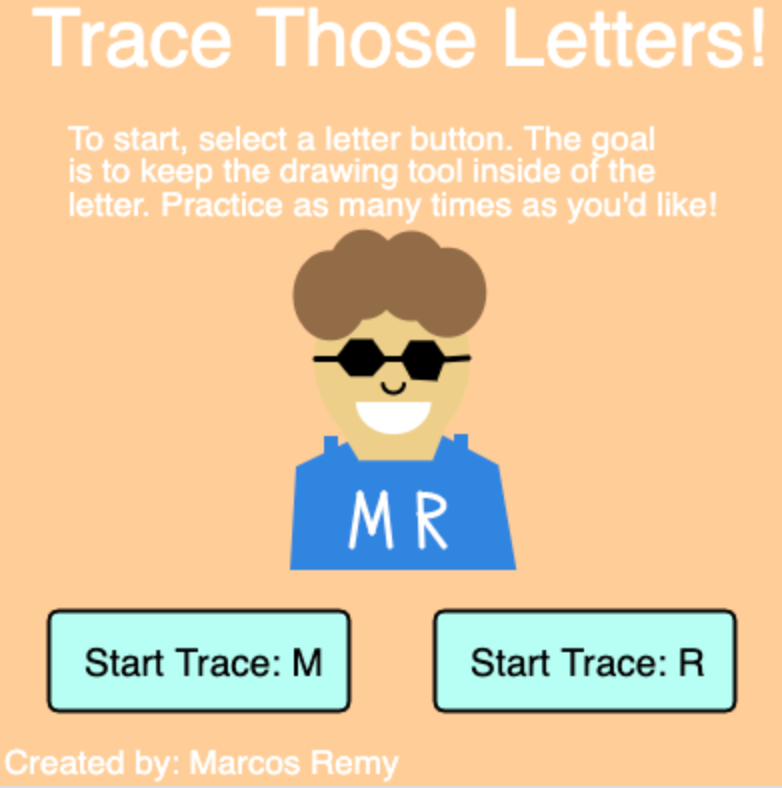 Trace Those Letters!
To start, select a letter button. The goal
is to keep the drawing tool inside of the
letter. Practice as many times as you'd like!
M R
Start Trace: M
Start Trace: R
Created by: Marcos Remy